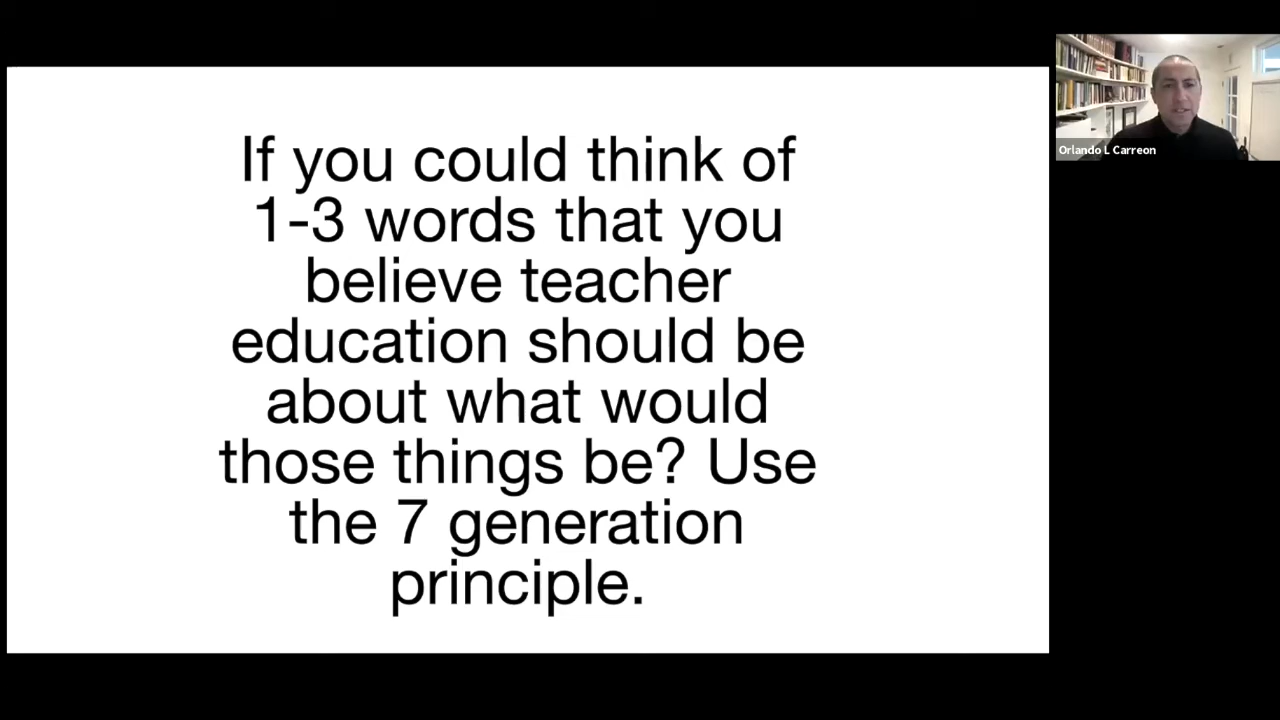 If you could think of
1-3 words that you
believe teacher
education should be
about what would
those things be? Use
the 7 generation
principle.
Orlando L Carreon